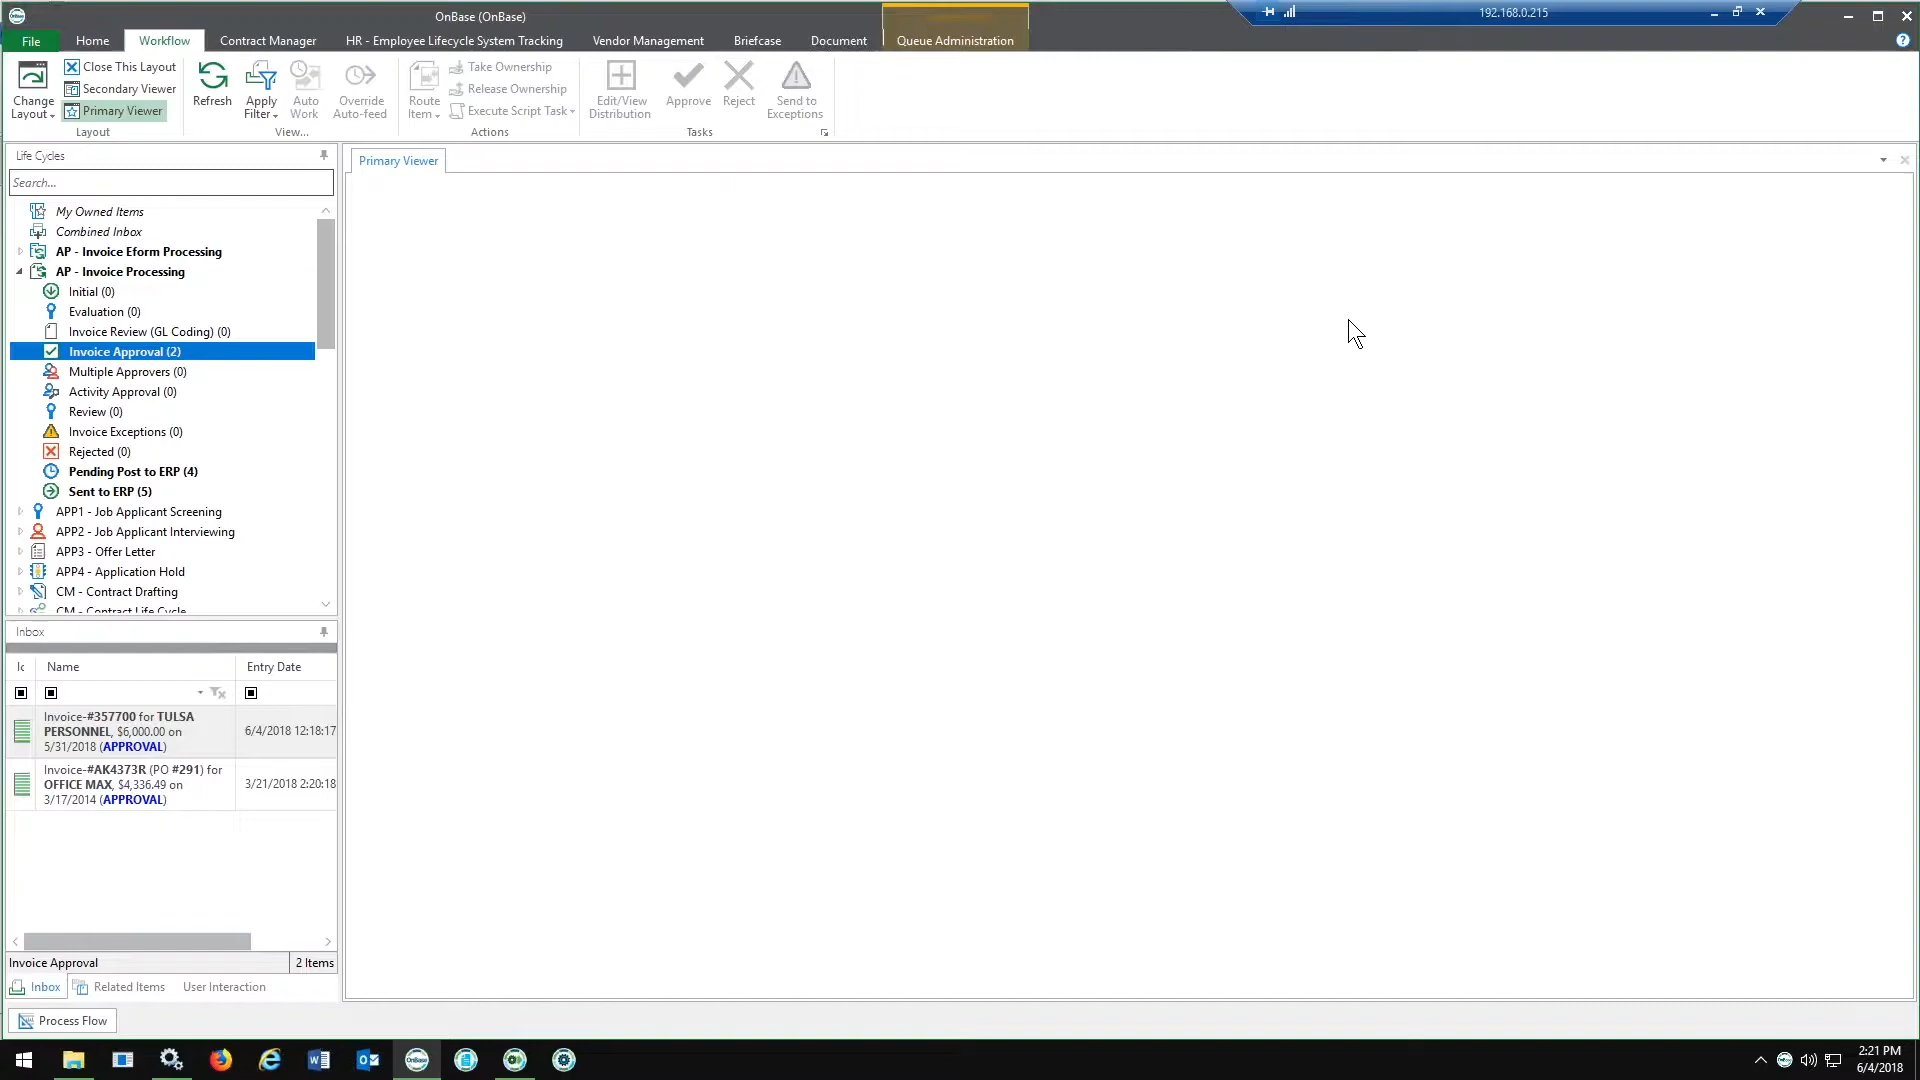 OnBase (OnBase)
192.168.0.215
File Home Workflow Contract Manager HR - Employee Lifecycle System Tracking Vendor Management Briefcase Document Queue Administration
Change Layout
Close This Layout
Secondary Viewer
Primary Viewer
Layout
Refresh
Apply Filter
Auto Work
Override Auto-feed
View...
Route Item
Take Ownership
Release Ownership
Execute Script Task
Actions
Edit/View Distribution
Approve
Reject
Send to Exceptions
Tasks
Life Cycles
Search...
My Owned Items
Combined Inbox
AP - Invoice Eform Processing
AP - Invoice Processing
Initial (0)
Evaluation (0)
Invoice Review (GL Coding) (0)
Invoice Approval (2)
Multiple Approvers (0)
Activity Approval (0)
Review (0)
Invoice Exceptions (0)
Rejected (0)
Pending Post to ERP (4)
Sent to ERP (5)
APP1 - Job Applicant Screening
APP2 - Job Applicant Interviewing
APP3 - Offer Letter
APP4 - Application Hold
CM - Contract Drafting
CM - Contract Life Cycle
Primary Viewer
Inbox
Ic Name Entry Date
Invoice-#357700 for TULSA
PERSONNEL, $6,000.00 on
5/31/2018 (APPROVAL)
6/4/2018 12:18:17
Invoice-#AK4373R (PO #291) for
OFFICE MAX, $4,336.49 on
3/17/2014 (APPROVAL)
3/21/2018 2:20:18
Invoice Approval 2 Items
Inbox Related Items User Interaction
Process Flow
2:21 PM
6/4/2018